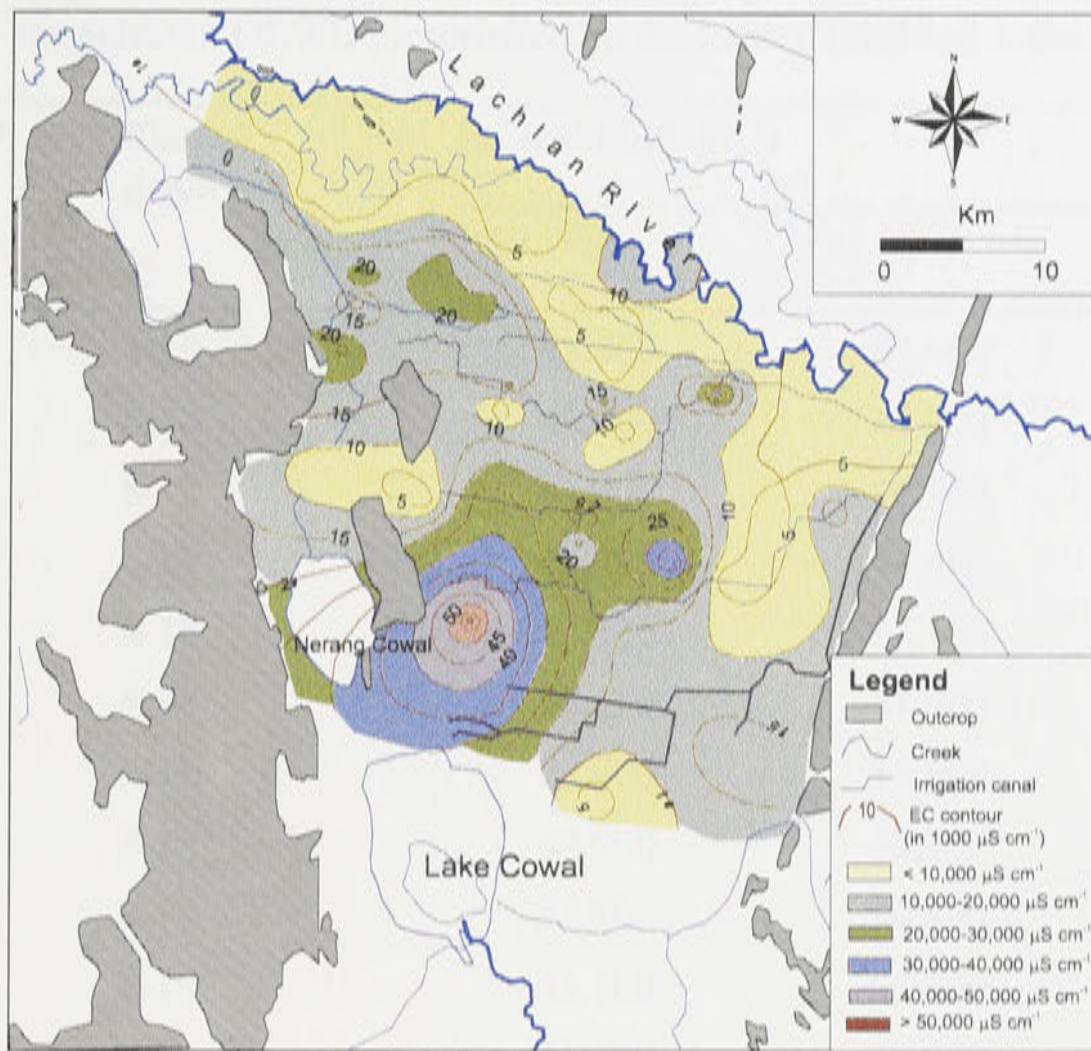 Lachlan Riv
N
W
E
S
Km
0
10
0
5
10
20
15
20
20
5
15
15
10
10
10
5
5
15
25
20
10
5
50
45
40
Nerang Cowal
15
5
Lake Cowal
Legend
Outcrop
Creek
Irrigation canal
10
EC contour
(in 1000 µS cm⁻¹)
< 10,000 µS cm⁻¹
10,000-20,000 µS cm⁻¹
20,000-30,000 µS cm⁻¹
30,000-40,000 µS cm⁻¹
40,000-50,000 µS cm⁻¹
> 50,000 µS cm⁻¹